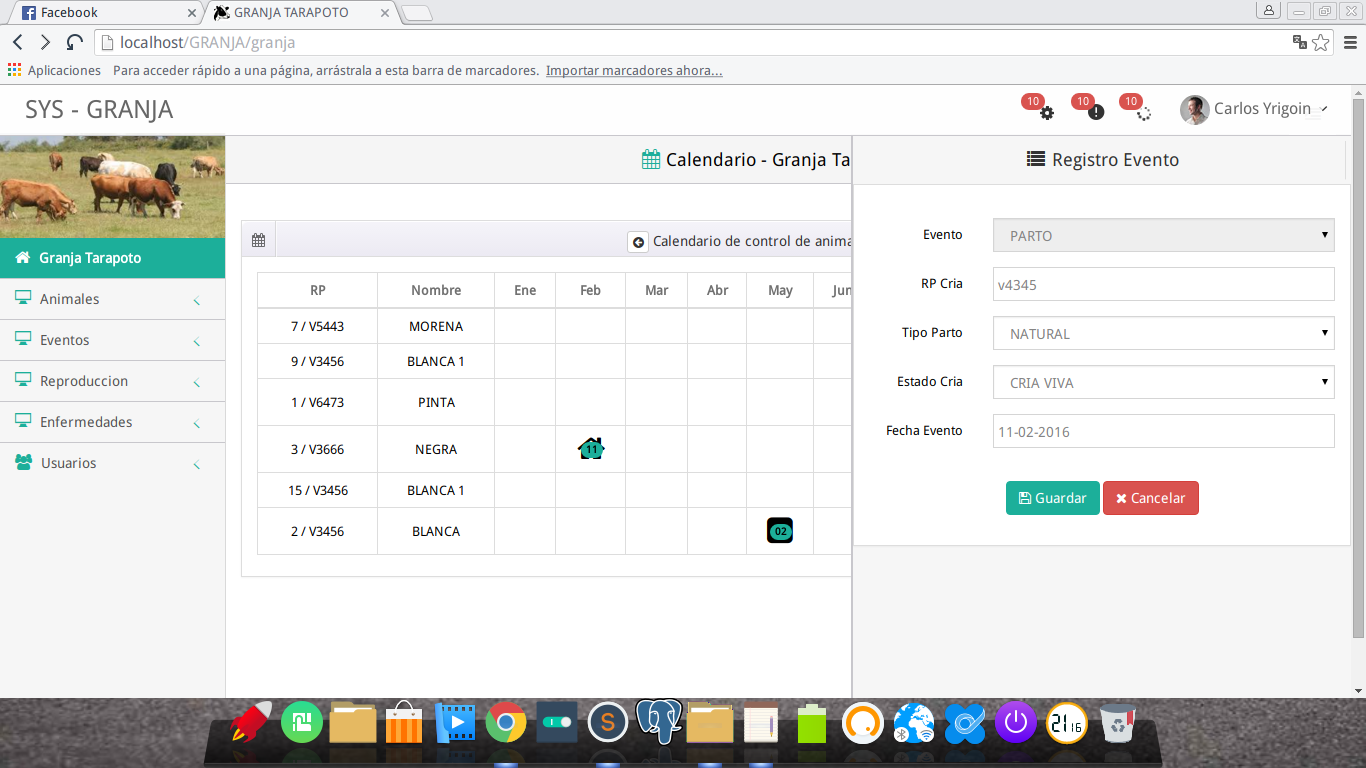 Facebook
GRANJA TARAPOTO
localhost/GRANJA/granja
Aplicaciones Para acceder rápido a una página, arrástrala a esta barra de marcadores. Importar marcadores ahora...
SYS - GRANJA
10 10 10 Carlos Yrigoin
Calendario - Granja Ta
Registro Evento
Granja Tarapoto
Animales
Eventos
Reproduccion
Enfermedades
Usuarios
Calendario de control de anima
RP Nombre Ene Feb Mar Abr May Jun
7 / V5443 MORENA
9 / V3456 BLANCA 1
1 / V6473 PINTA
3 / V3666 NEGRA 11
15 / V3456 BLANCA 1
2 / V3456 BLANCA 02
Evento PARTO
RP Cria v4345
Tipo Parto NATURAL
Estado Cria CRIA VIVA
Fecha Evento 11-02-2016
Guardar Cancelar
S
21 16